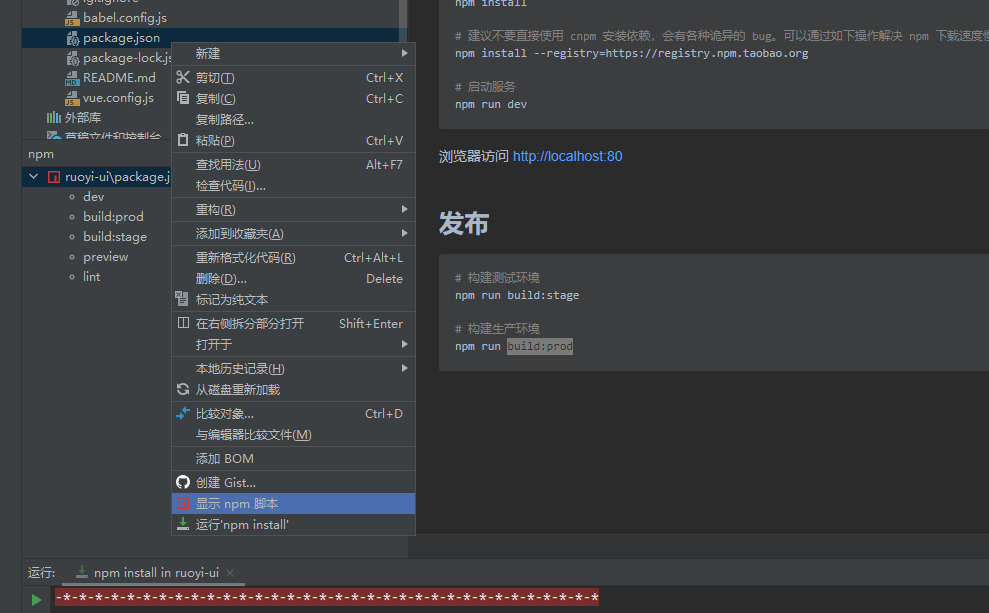 babel.config.js
package.json
package-lock.js
README.md
vue.config.js
外部库
草稿文件和控制台
npm
ruoyi-ui\package.j
dev
build:prod
build:stage
preview
lint
新建
剪切(T) Ctrl+X
复制(C) Ctrl+C
复制路径...
粘贴(P) Ctrl+V
查找用法(U) Alt+F7
检查代码(I)...
重构(R)
添加到收藏夹(A)
重新格式化代码(R) Ctrl+Alt+L
删除(D)... Delete
标记为纯文本
在右侧拆分部分打开 Shift+Enter
打开于
本地历史记录(H)
从磁盘重新加载
比较对象... Ctrl+D
与编辑器比较文件(M)
添加 BOM
创建 Gist...
显示 npm 脚本
运行'npm install'
npm install
# 建议不要直接使用 cnpm 安装依赖，会有各种诡异的 bug。可以通过如下操作解决 npm 下载速度慢
npm install --registry=https://registry.npm.taobao.org
# 启动服务
npm run dev
浏览器访问 http://localhost:80
发布
# 构建测试环境
npm run build:stage
# 构建生产环境
npm run build:prod
运行: npm install in ruoyi-ui
-*-*-*-*-*-*-*-*-*-*-*-*-*-*-*-*-*-*-*-*-*-*-*-*-*-*-*-*-*-*-*-*-*-*